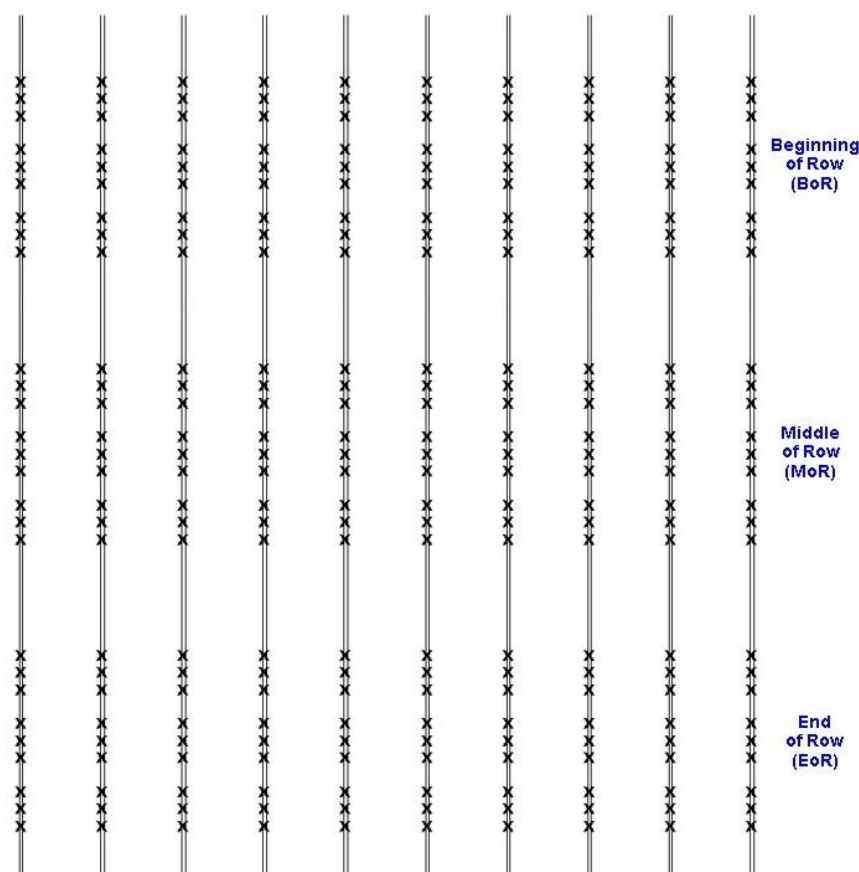 Beginning
of Row
(BoR)
Middle
of Row
(MoR)
End
of Row
(EoR)